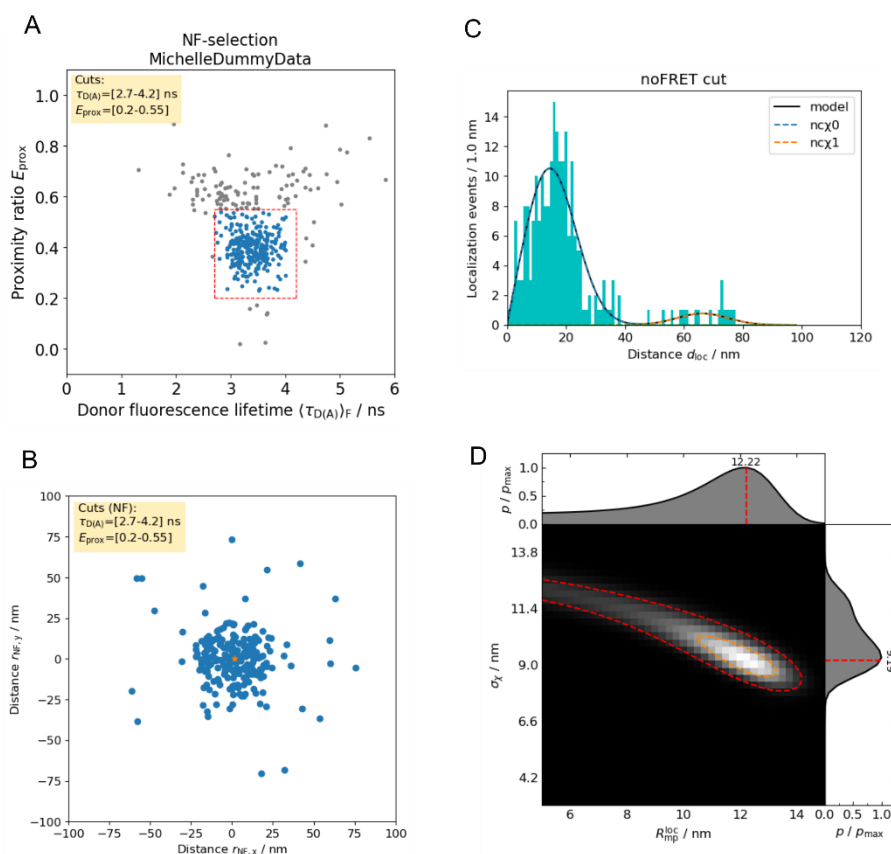 A
NF-selection
MichelleDummyData
Cuts:
τD(A)=[2.7-4.2] ns
Eprox=[0.2-0.55]
1.0
0.8
0.6
0.4
0.2
0.0
Proximity ratio Eprox
0 1 2 3 4 5 6
Donor fluorescence lifetime ⟨τD(A)⟩F / ns
C
noFRET cut
model
ncχ0
ncχ1
14
12
10
8
6
4
2
0
Localization events / 1.0 nm
0 20 40 60 80 100 120
Distance dloc / nm
B
Cuts (NF):
τD(A)=[2.7-4.2] ns
Eprox=[0.2-0.55]
100
75
50
25
0
−25
−50
−75
−100
Distance rNF,y / nm
−100 −75 −50 −25 0 25 50 75 100
Distance rNF,x / nm
D
12.22
1.0
0.5
0.0
p / pmax
13.8
11.4
9.0
6.6
4.2
σχ / nm
9.19
6 8 10 12 14
Rmp loc / nm
0.0 0.5 1.0
p / pmax